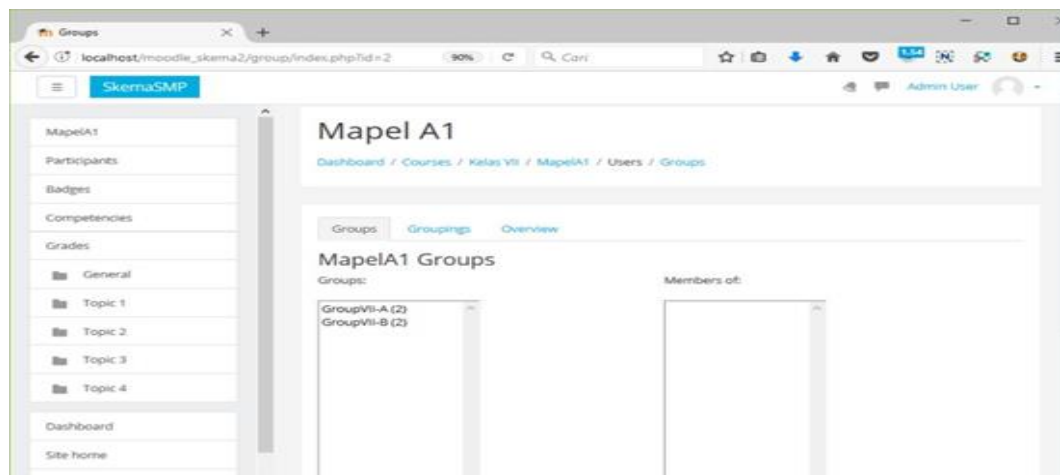 Groups
localhost/moodle_skema2/group/index.php?id=2 90% Cari 1,54
SkemaSMP Admin User
MapelA1
Participants
Badges
Competencies
Grades
General
Topic 1
Topic 2
Topic 3
Topic 4
Dashboard
Site home
Mapel A1
Dashboard / Courses / Kelas VII / MapelA1 / Users / Groups
Groups Groupings Overview
MapelA1 Groups
Groups: Members of:
GroupVII-A (2)
GroupVII-B (2)